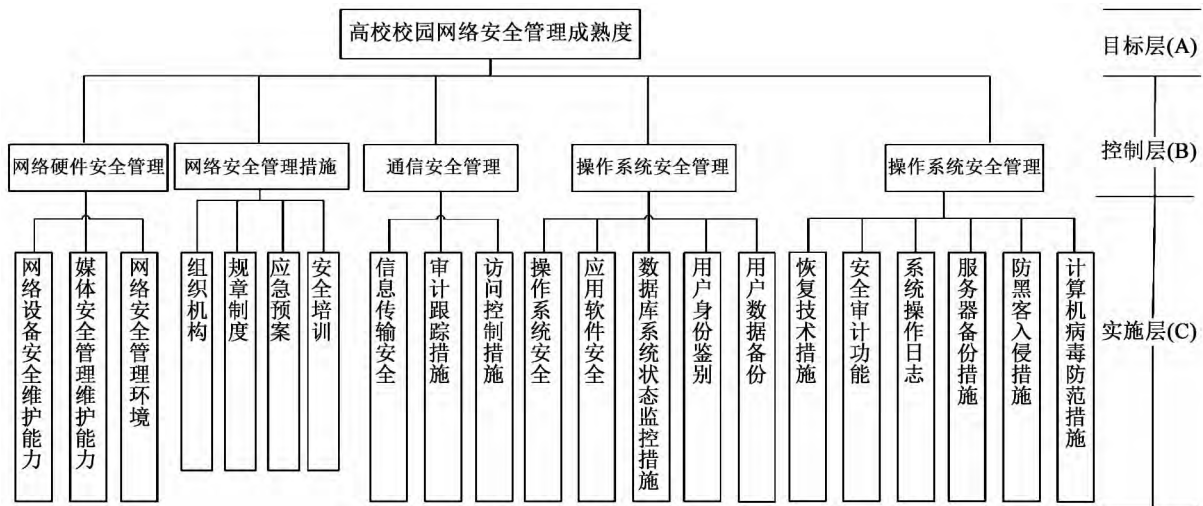 高校校园网络安全管理成熟度
目标层(A)
网络硬件安全管理
网络安全管理措施
通信安全管理
操作系统安全管理
操作系统安全管理
控制层(B)
网络设备安全维护能力
媒体安全管理维护能力
网络安全管理环境
组织机构
规章制度
应急预案
安全培训
信息传输安全
审计跟踪措施
访问控制措施
操作系统安全
应用软件安全
数据库系统状态监控措施
用户身份鉴别
用户数据备份
恢复技术措施
安全审计功能
系统操作日志
服务器备份措施
防黑客入侵措施
计算机病毒防范措施
实施层(C)